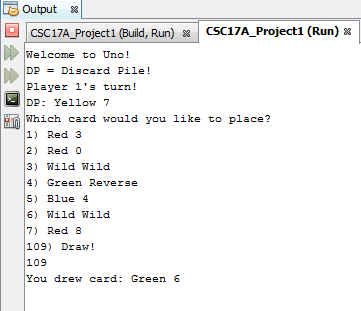 Output
CSC17A_Project1 (Build, Run)
CSC17A_Project1 (Run)
Welcome to Uno!
DP = Discard Pile!
Player 1's turn!
DP: Yellow 7
Which card would you like to place?
1) Red 3
2) Red 0
3) Wild Wild
4) Green Reverse
5) Blue 4
6) Wild Wild
7) Red 8
109) Draw!
109
You drew card: Green 6